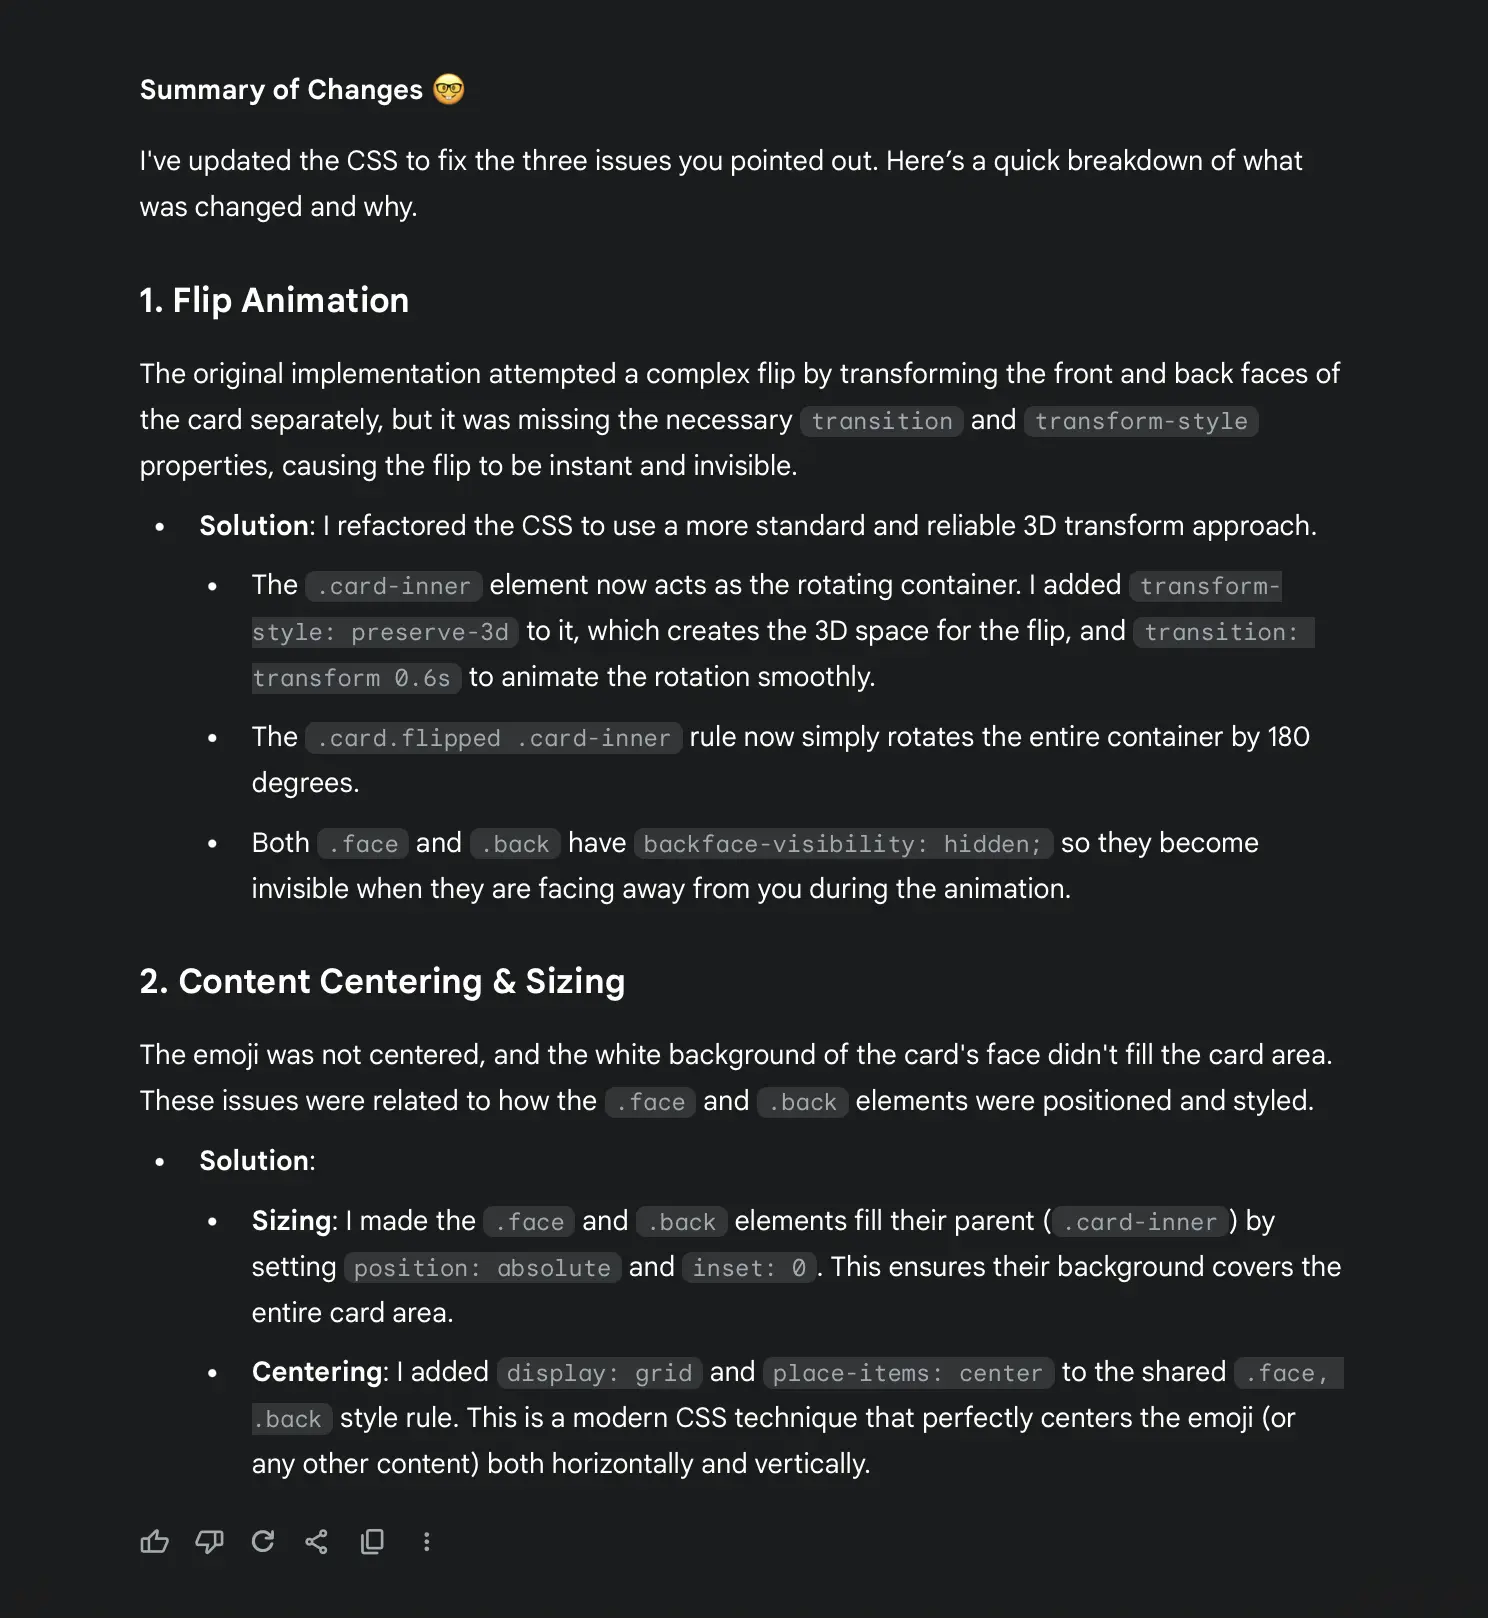 Summary of Changes 🤓
I've updated the CSS to fix the three issues you pointed out. Here’s a quick breakdown of what
was changed and why.
1. Flip Animation
The original implementation attempted a complex flip by transforming the front and back faces of
the card separately, but it was missing the necessary transition and transform-style
properties, causing the flip to be instant and invisible.
• Solution: I refactored the CSS to use a more standard and reliable 3D transform approach.
• The .card-inner element now acts as the rotating container. I added transform-
style: preserve-3d to it, which creates the 3D space for the flip, and transition:
transform 0.6s to animate the rotation smoothly.
• The .card.flipped .card-inner rule now simply rotates the entire container by 180
degrees.
• Both .face and .back have backface-visibility: hidden; so they become
invisible when they are facing away from you during the animation.
2. Content Centering & Sizing
The emoji was not centered, and the white background of the card's face didn't fill the card area.
These issues were related to how the .face and .back elements were positioned and styled.
• Solution:
• Sizing: I made the .face and .back elements fill their parent (.card-inner) by
setting position: absolute and inset: 0. This ensures their background covers the
entire card area.
• Centering: I added display: grid and place-items: center to the shared .face,
.back style rule. This is a modern CSS technique that perfectly centers the emoji (or
any other content) both horizontally and vertically.